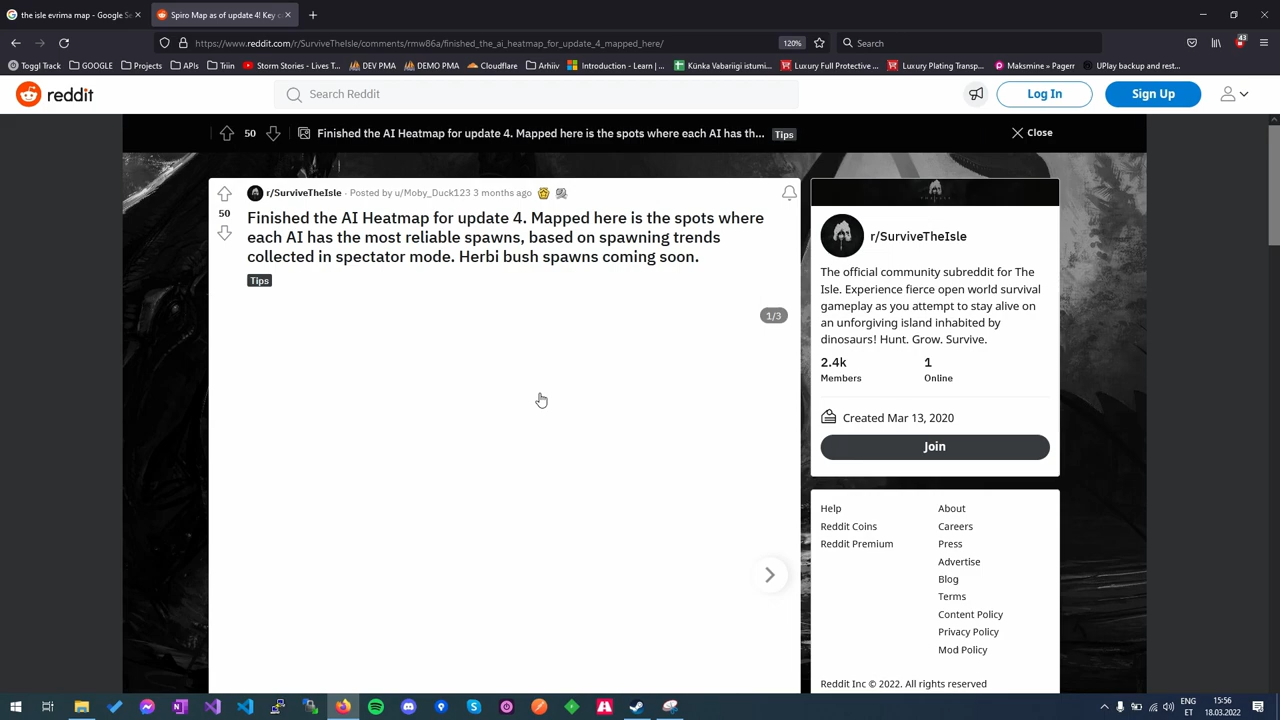 the isle evrima map - Google Se
Spiro Map as of update 4! Key c
https://www.reddit.com/r/SurviveTheIsle/comments/rmw86a/finished_the_ai_heatmap_for_update_4_mapped_here/
120%
Search
43
Toggl Track
GOOGLE
Projects
APIs
Triin
Storm Stories - Lives T...
DEV PMA
DEMO PMA
Cloudflare
Arhiiv
Introduction - Learn | ...
Künka Vabariigi istumi...
Luxury Full Protective ...
Luxury Plating Transp...
Maksmine » Pagerr
UPlay backup and rest...
reddit
Search Reddit
Log In
Sign Up
50
Finished the AI Heatmap for update 4. Mapped here is the spots where each AI has th...
Tips
Close
r/SurviveTheIsle · Posted by u/Moby_Duck123 3 months ago
50
Finished the AI Heatmap for update 4. Mapped here is the spots where
each AI has the most reliable spawns, based on spawning trends
collected in spectator mode. Herbi bush spawns coming soon.
Tips
1/3
r/SurviveTheIsle
The official community subreddit for The
Isle. Experience fierce open world survival
gameplay as you attempt to stay alive on
an unforgiving island inhabited by
dinosaurs! Hunt. Grow. Survive.
2.4k
Members
1
Online
Created Mar 13, 2020
Join
Help
Reddit Coins
Reddit Premium
About
Careers
Press
Advertise
Blog
Terms
Content Policy
Privacy Policy
Mod Policy
Reddit Inc © 2022. All rights reserved
ENG
ET
15:56
18.03.2022